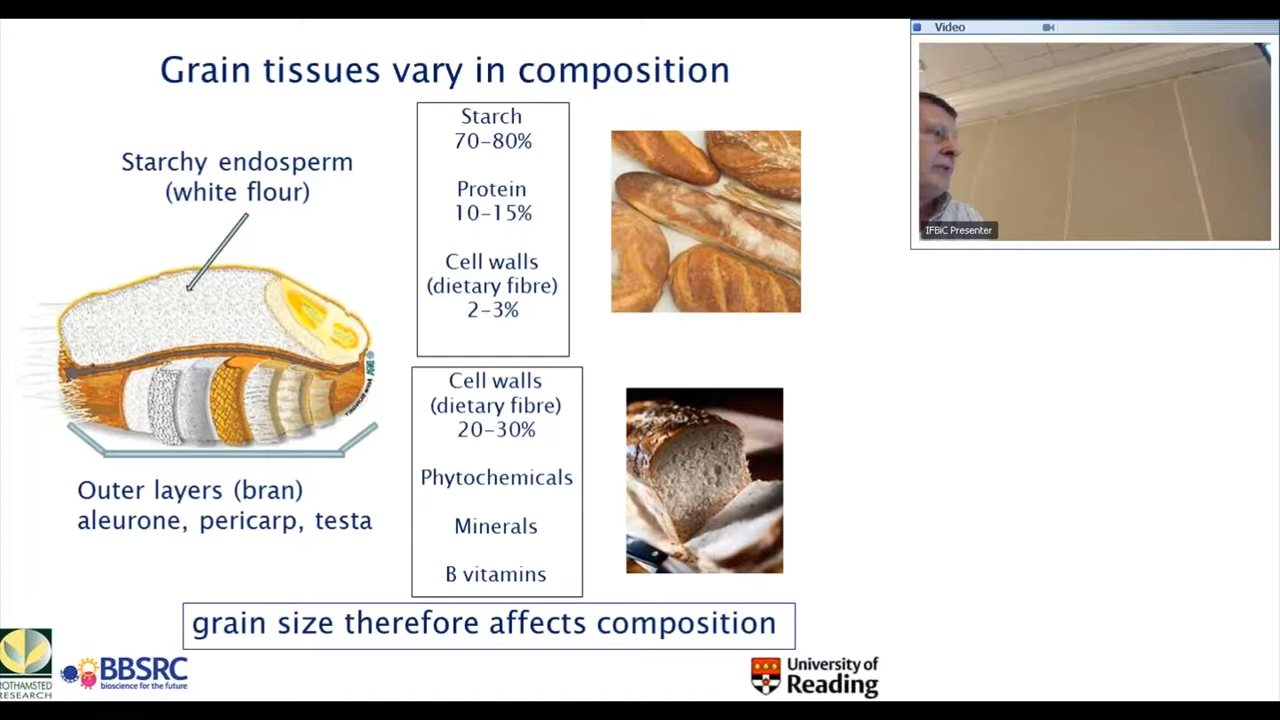 Grain tissues vary in composition
Starchy endosperm
(white flour)
Starch
70-80%
Protein
10-15%
Cell walls
(dietary fibre)
2-3%
Outer layers (bran)
aleurone, pericarp, testa
Cell walls
(dietary fibre)
20-30%
Phytochemicals
Minerals
B vitamins
grain size therefore affects composition
ROTHAMSTED
RESEARCH
BBSRC
bioscience for the future
University of
Reading
Video
IFBiC Presenter